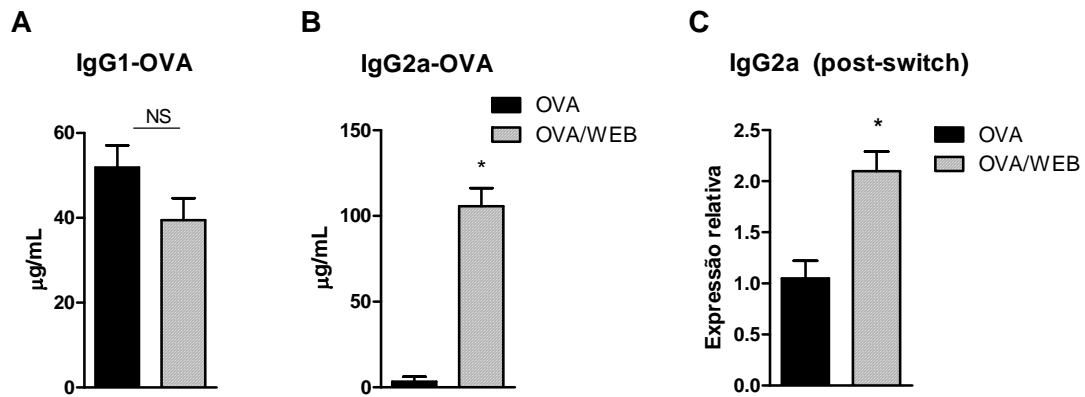 A
IgG1-OVA
NS
60
40
20
0
µg/mL
B
IgG2a-OVA
OVA
OVA/WEB
150
100
50
0
µg/mL
*
C
IgG2a (post-switch)
OVA
OVA/WEB
2.5
2.0
1.5
1.0
0.5
0.0
Expressão relativa
*